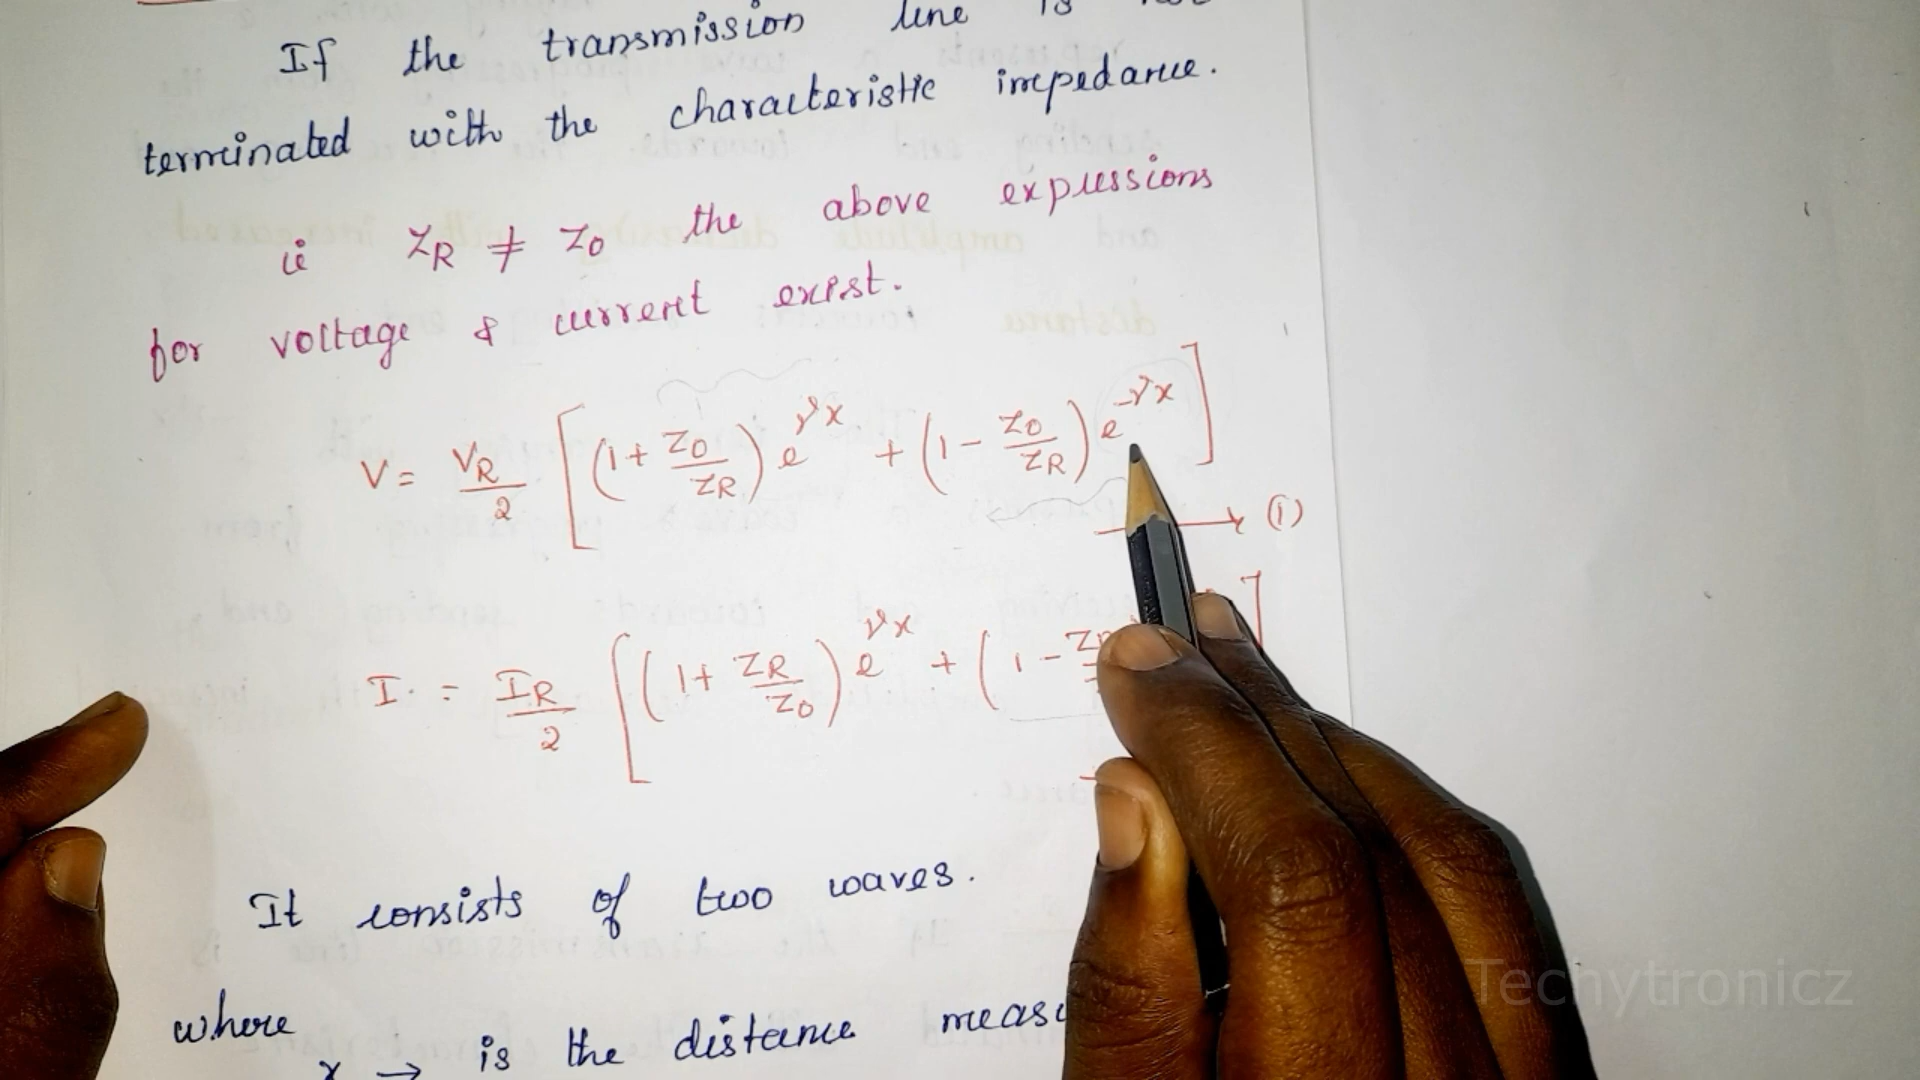 If the transmission line is
terminated with the characteristic impedance.
ie ZR ≠ Z0 the above expressions
for voltage & current exist.
V = VR/2 [(1 + Z0/ZR) e^γx + (1 - Z0/ZR) e^-γx]
→ (1)
I = IR/2 [(1 + ZR/Z0) e^γx + (1 -
It consists of two waves.
where
x → is the distance
Techytronicz